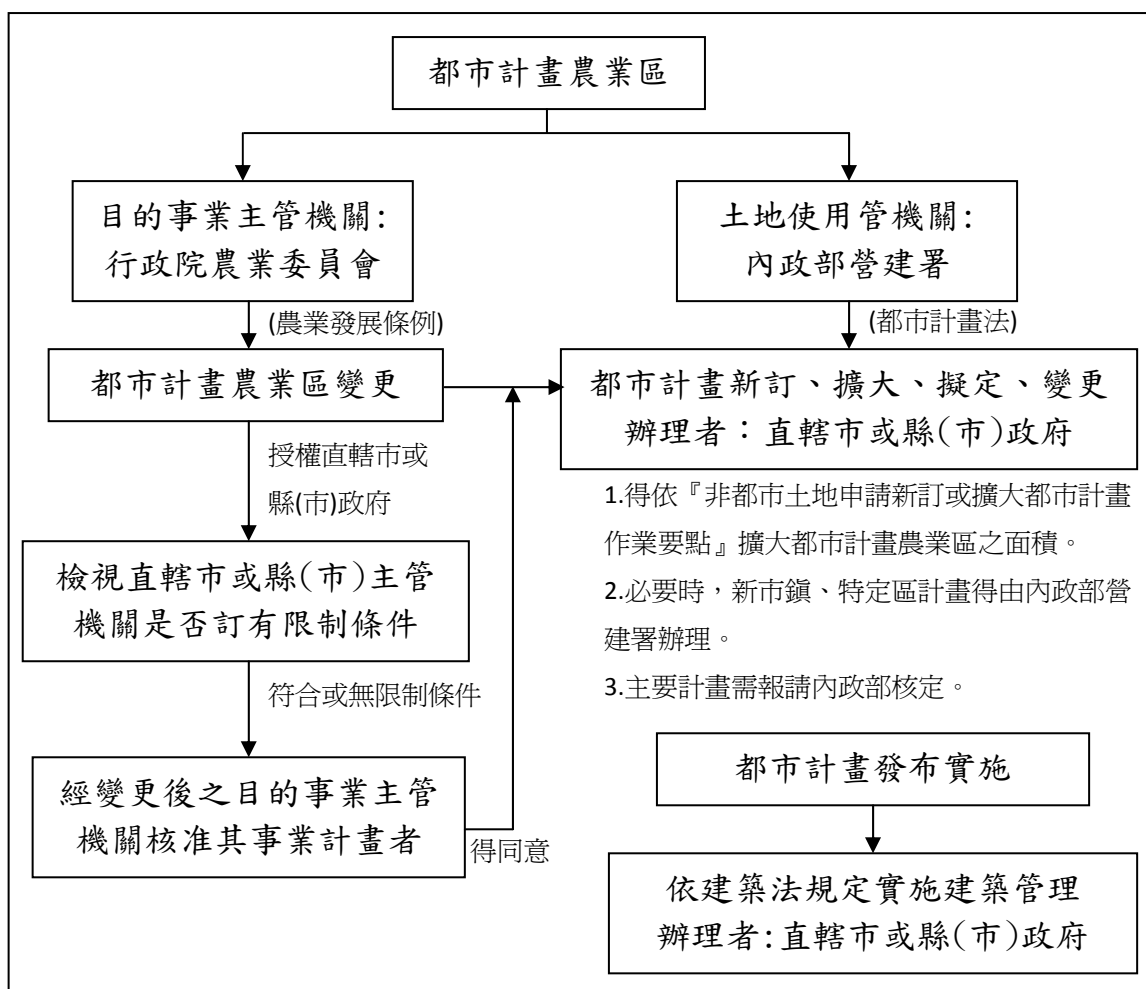 都市計畫農業區
目的事業主管機關:
行政院農業委員會
土地使用管機關:
內政部營建署
(農業發展條例)
(都市計畫法)
都市計畫農業區變更
都市計畫新訂、擴大、擬定、變更
辦理者：直轄市或縣(市)政府
授權直轄市或
縣(市)政府
1.得依『非都市土地申請新訂或擴大都市計畫
作業要點』擴大都市計畫農業區之面積。
2.必要時，新市鎮、特定區計畫得由內政部營
建署辦理。
3.主要計畫需報請內政部核定。
檢視直轄市或縣(市)主管
機關是否訂有限制條件
符合或無限制條件
經變更後之目的事業主管
機關核准其事業計畫者
得同意
都市計畫發布實施
依建築法規定實施建築管理
辦理者:直轄市或縣(市)政府